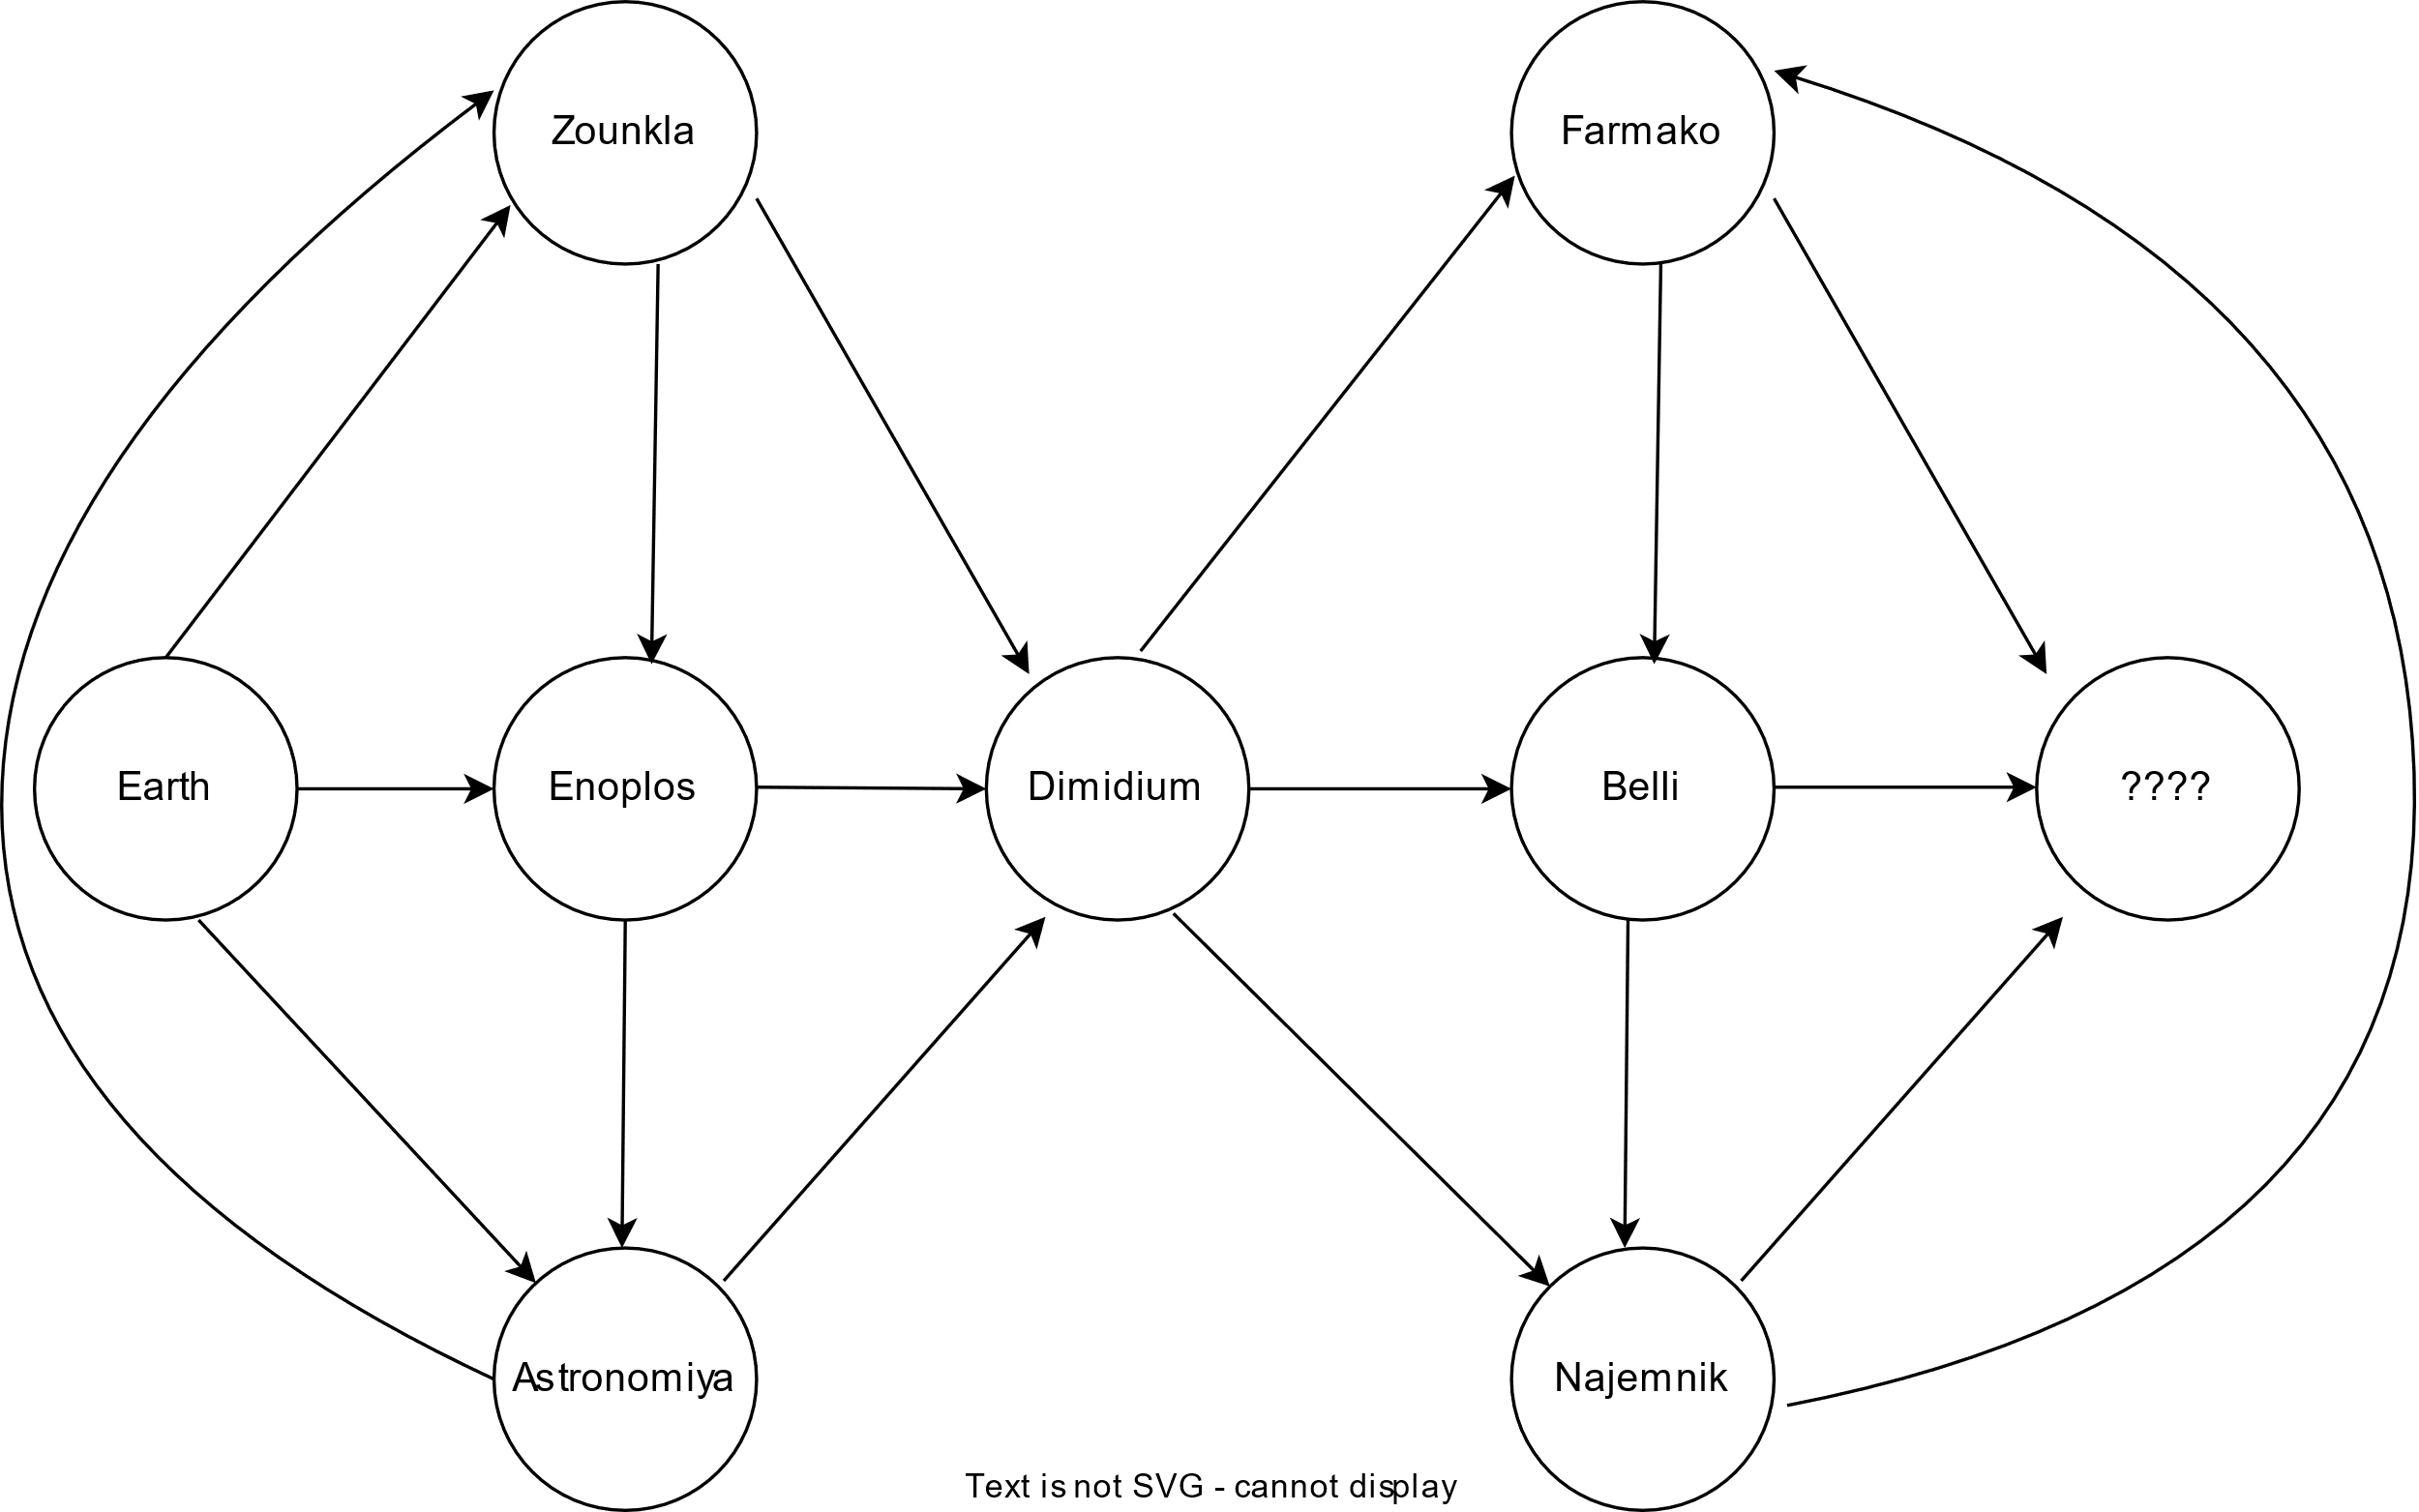 Zounkla
Farmako
Earth
Enoplos
Dimidium
Belli
????
Astronomiya
Najemnik
Text is not SVG - cannot display